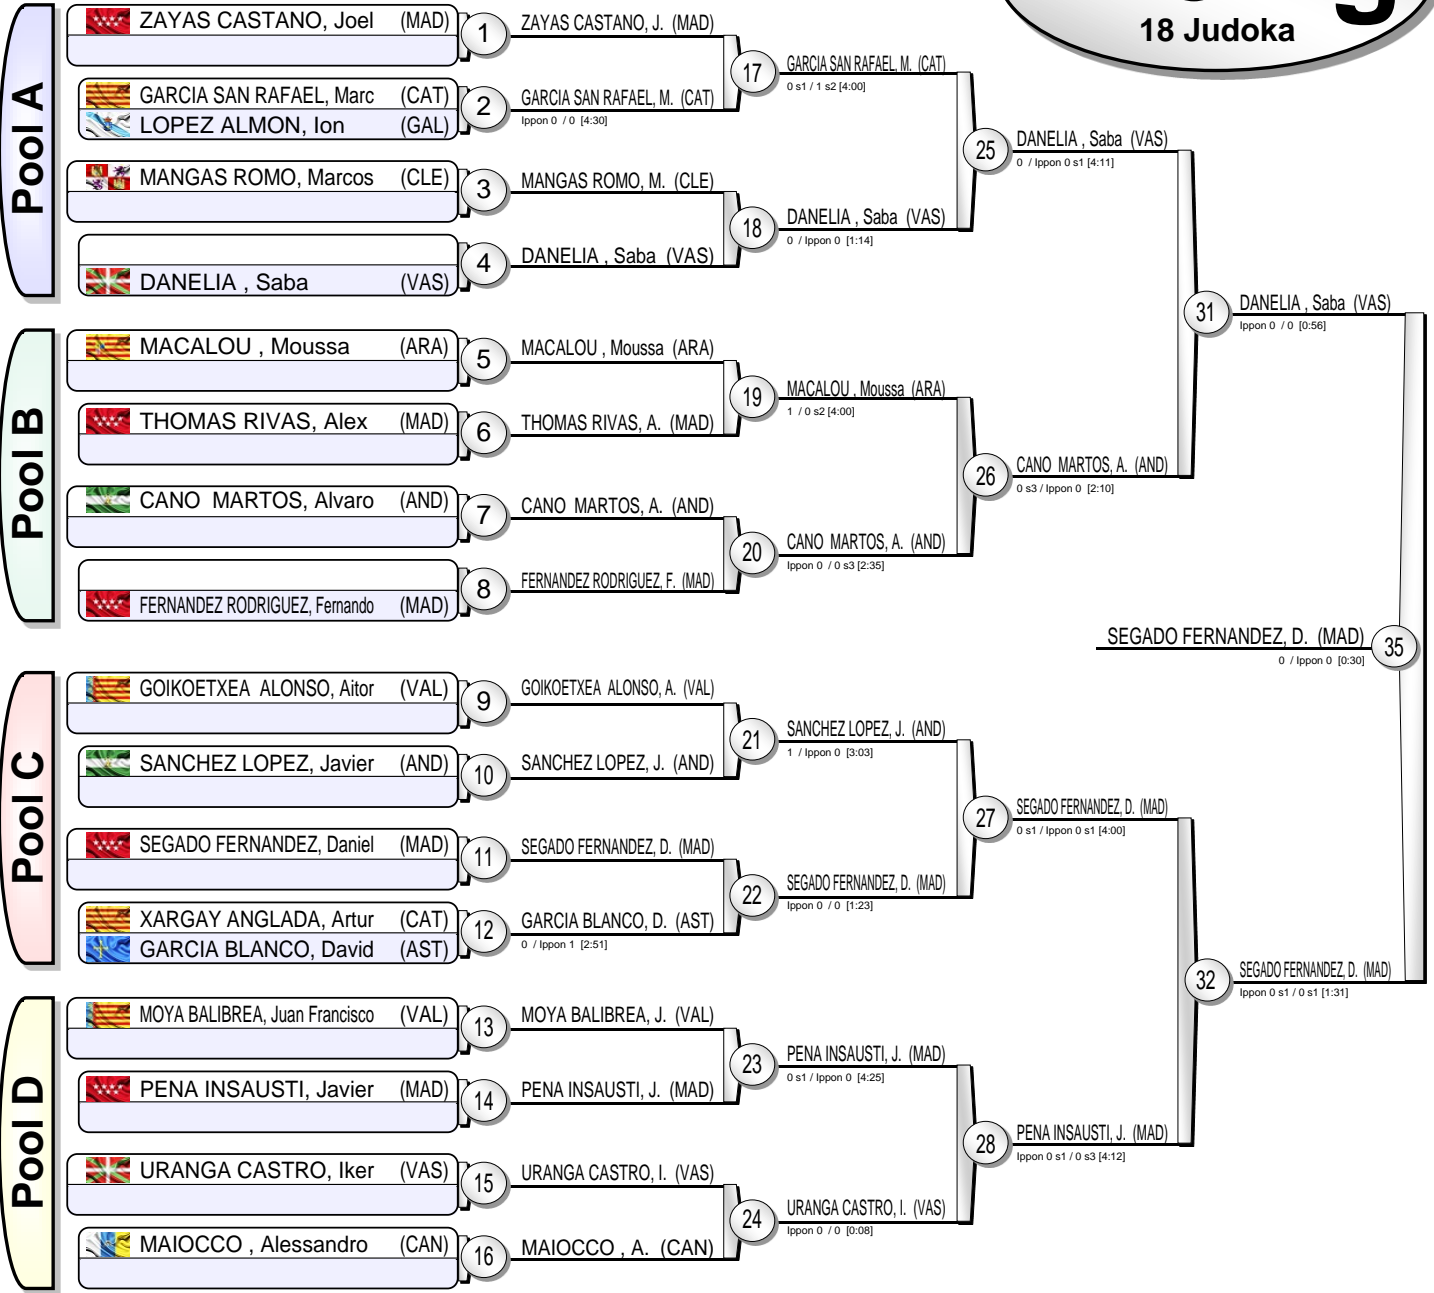 18 Judoka
Pool A
ZAYAS CASTANO, Joel (MAD)
GARCIA SAN RAFAEL, Marc (CAT)
LOPEZ ALMON, Ion (GAL)
MANGAS ROMO, Marcos (CLE)
DANELIA , Saba (VAS)
Pool B
MACALOU , Moussa (ARA)
THOMAS RIVAS, Alex (MAD)
CANO MARTOS, Alvaro (AND)
FERNANDEZ RODRIGUEZ, Fernando (MAD)
Pool C
GOIKOETXEA ALONSO, Aitor (VAL)
SANCHEZ LOPEZ, Javier (AND)
SEGADO FERNANDEZ, Daniel (MAD)
XARGAY ANGLADA, Artur (CAT)
GARCIA BLANCO, David (AST)
Pool D
MOYA BALIBREA, Juan Francisco (VAL)
PENA INSAUSTI, Javier (MAD)
URANGA CASTRO, Iker (VAS)
MAIOCCO , Alessandro (CAN)
1
ZAYAS CASTANO, J. (MAD)
2
GARCIA SAN RAFAEL, M. (CAT)
Ippon 0 / 0 [4:30]
3
MANGAS ROMO, M. (CLE)
4
DANELIA , Saba (VAS)
5
MACALOU , Moussa (ARA)
6
THOMAS RIVAS, A. (MAD)
7
CANO MARTOS, A. (AND)
8
FERNANDEZ RODRIGUEZ, F. (MAD)
9
GOIKOETXEA ALONSO, A. (VAL)
10
SANCHEZ LOPEZ, J. (AND)
11
SEGADO FERNANDEZ, D. (MAD)
12
GARCIA BLANCO, D. (AST)
0 / Ippon 1 [2:51]
13
MOYA BALIBREA, J. (VAL)
14
PENA INSAUSTI, J. (MAD)
15
URANGA CASTRO, I. (VAS)
16
MAIOCCO , A. (CAN)
17
GARCIA SAN RAFAEL, M. (CAT)
0 s1 / 1 s2 [4:00]
18
DANELIA , Saba (VAS)
0 / Ippon 0 [1:14]
19
MACALOU , Moussa (ARA)
1 / 0 s2 [4:00]
20
CANO MARTOS, A. (AND)
Ippon 0 / 0 s3 [2:35]
21
SANCHEZ LOPEZ, J. (AND)
1 / Ippon 0 [3:03]
22
SEGADO FERNANDEZ, D. (MAD)
Ippon 0 / 0 [1:23]
23
PENA INSAUSTI, J. (MAD)
0 s1 / Ippon 0 [4:25]
24
URANGA CASTRO, I. (VAS)
Ippon 0 / 0 [0:08]
25
DANELIA , Saba (VAS)
0 / Ippon 0 s1 [4:11]
26
CANO MARTOS, A. (AND)
0 s3 / Ippon 0 [2:10]
27
SEGADO FERNANDEZ, D. (MAD)
0 s1 / Ippon 0 s1 [4:00]
28
PENA INSAUSTI, J. (MAD)
Ippon 0 s1 / 0 s3 [4:12]
31
DANELIA , Saba (VAS)
Ippon 0 / 0 [0:56]
32
SEGADO FERNANDEZ, D. (MAD)
Ippon 0 s1 / 0 s1 [1:31]
SEGADO FERNANDEZ, D. (MAD)
35
0 / Ippon 0 [0:30]